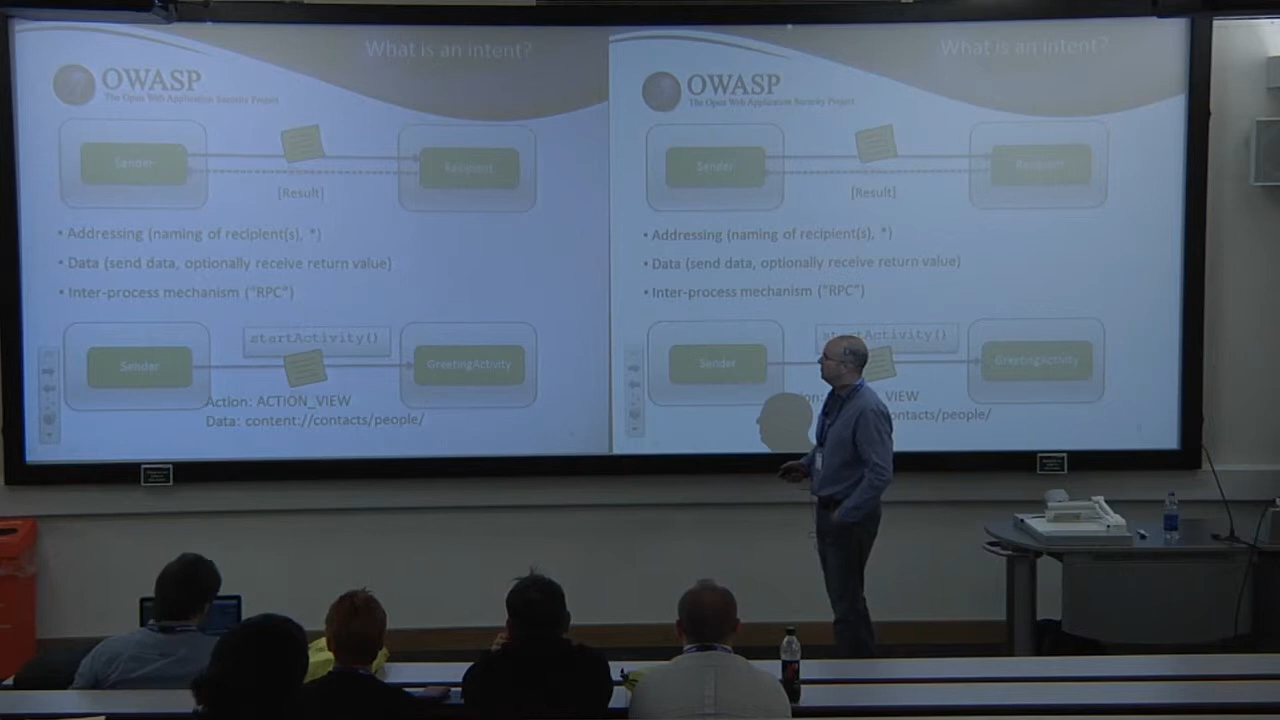 What is an intent?
OWASP
The Open Web Application Security Project
Sender
Recipient
[Result]
• Addressing (naming of recipient(s), *)
• Data (send data, optionally receive return value)
• Inter-process mechanism ("RPC")
startActivity()
Sender
GreetingActivity
Action: ACTION_VIEW
Data: content://contacts/people/
What is an intent?
OWASP
The Open Web Application Security Project
Sender
Recipient
[Result]
• Addressing (naming of recipient(s), *)
• Data (send data, optionally receive return value)
• Inter-process mechanism ("RPC")
startActivity()
Sender
GreetingActivity
VIEW
contacts/people/